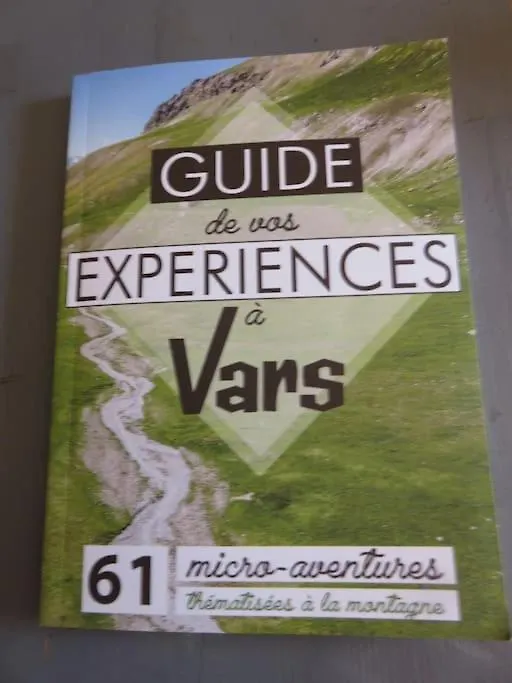 GUIDE
de vos
EXPERIENCES
à
Vars
61 micro-aventures
thématisées à la montagne